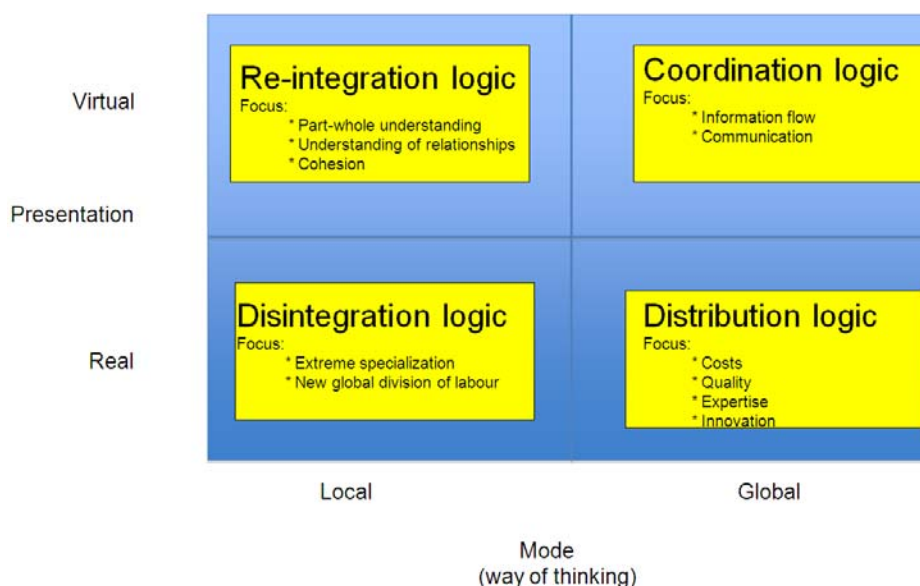 Virtual
Re-integration logic
Focus:
* Part-whole understanding
* Understanding of relationships
* Cohesion
Coordination logic
Focus:
* Information flow
* Communication
Presentation
Real
Disintegration logic
Focus:
* Extreme specialization
* New global division of labour
Distribution logic
Focus:
* Costs
* Quality
* Expertise
* Innovation
Local
Global
Mode
(way of thinking)